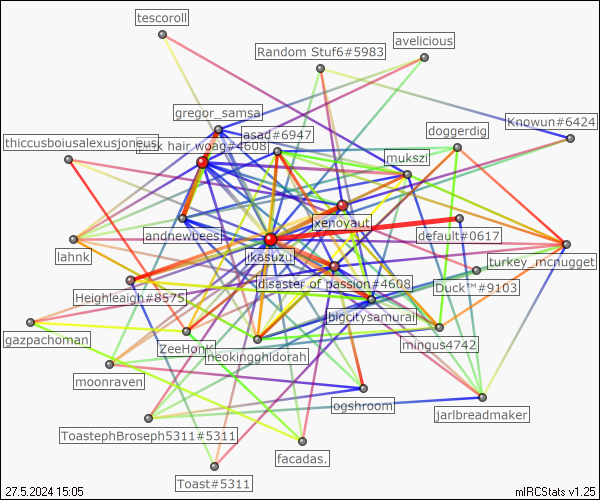 tescoroll
avelicious
Random Stuf6#5983
gregor_samsa
Knowun#6424
asad#6947
doggerdig
thiccusboiusalexusjoneus
hair woag#4608
mukszi
xenoyaut
andnewbees
default#0617
lahnk
ikasuzu
turkey_mcnugget
disaster of passion#4608
Duck™#9103
Heighleigh#8575
bigcitysamurai
gazpachoman
ZeeHonk
mingus4742
neokingghidorah
moonraven
ogshroom
jarlbreadmaker
ToastephBroseph5311#5311
facadas.
Toast#5311
27.5.2024 15:05
mIRCStats v1.25